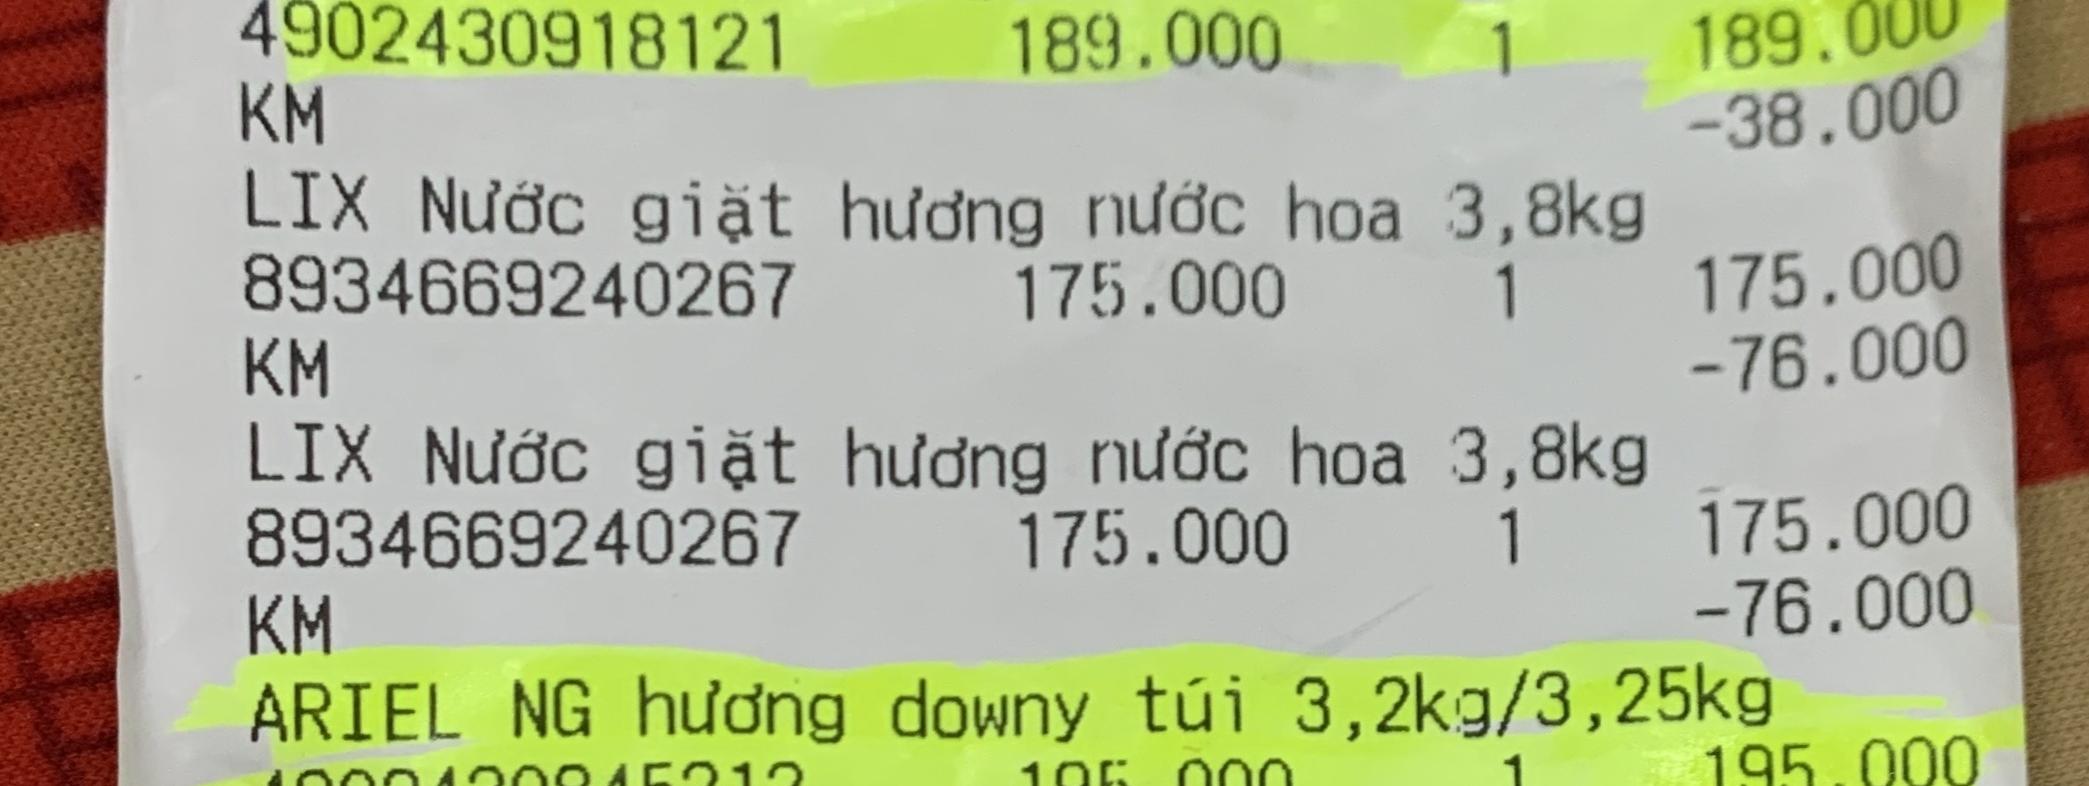 4902430918121 189.000 1 189.000
KM -38.000
LIX Nước giặt hương nước hoa 3,8kg
8934669240267 175.000 1 175.000
KM -76.000
LIX Nước giặt hương nước hoa 3,8kg
8934669240267 175.000 1 175.000
KM -76.000
ARIEL NG hương downy túi 3,2kg/3,25kg
195.000 1 195.000